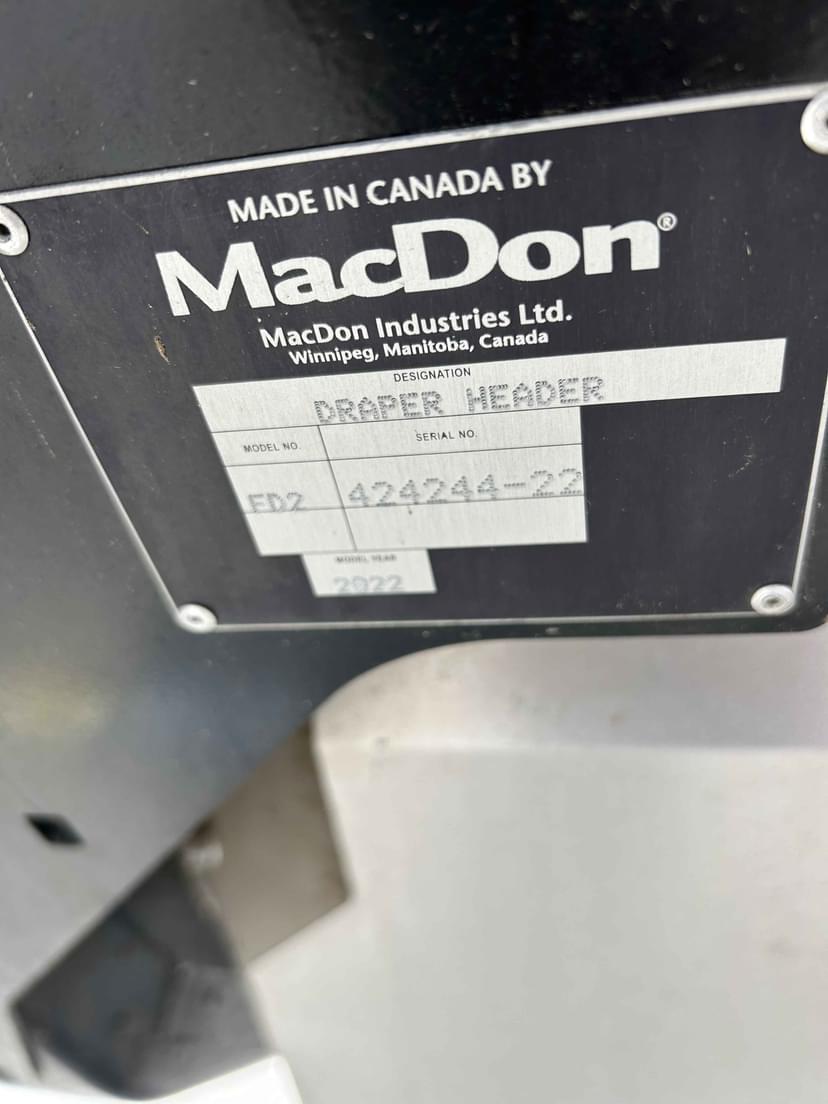 MADE IN CANADA BY
MacDon®
MacDon Industries Ltd.
Winnipeg, Manitoba, Canada
DESIGNATION
DRAPER HEADER
MODEL NO. SERIAL NO.
FD2 424244-22
MODEL YEAR
2022